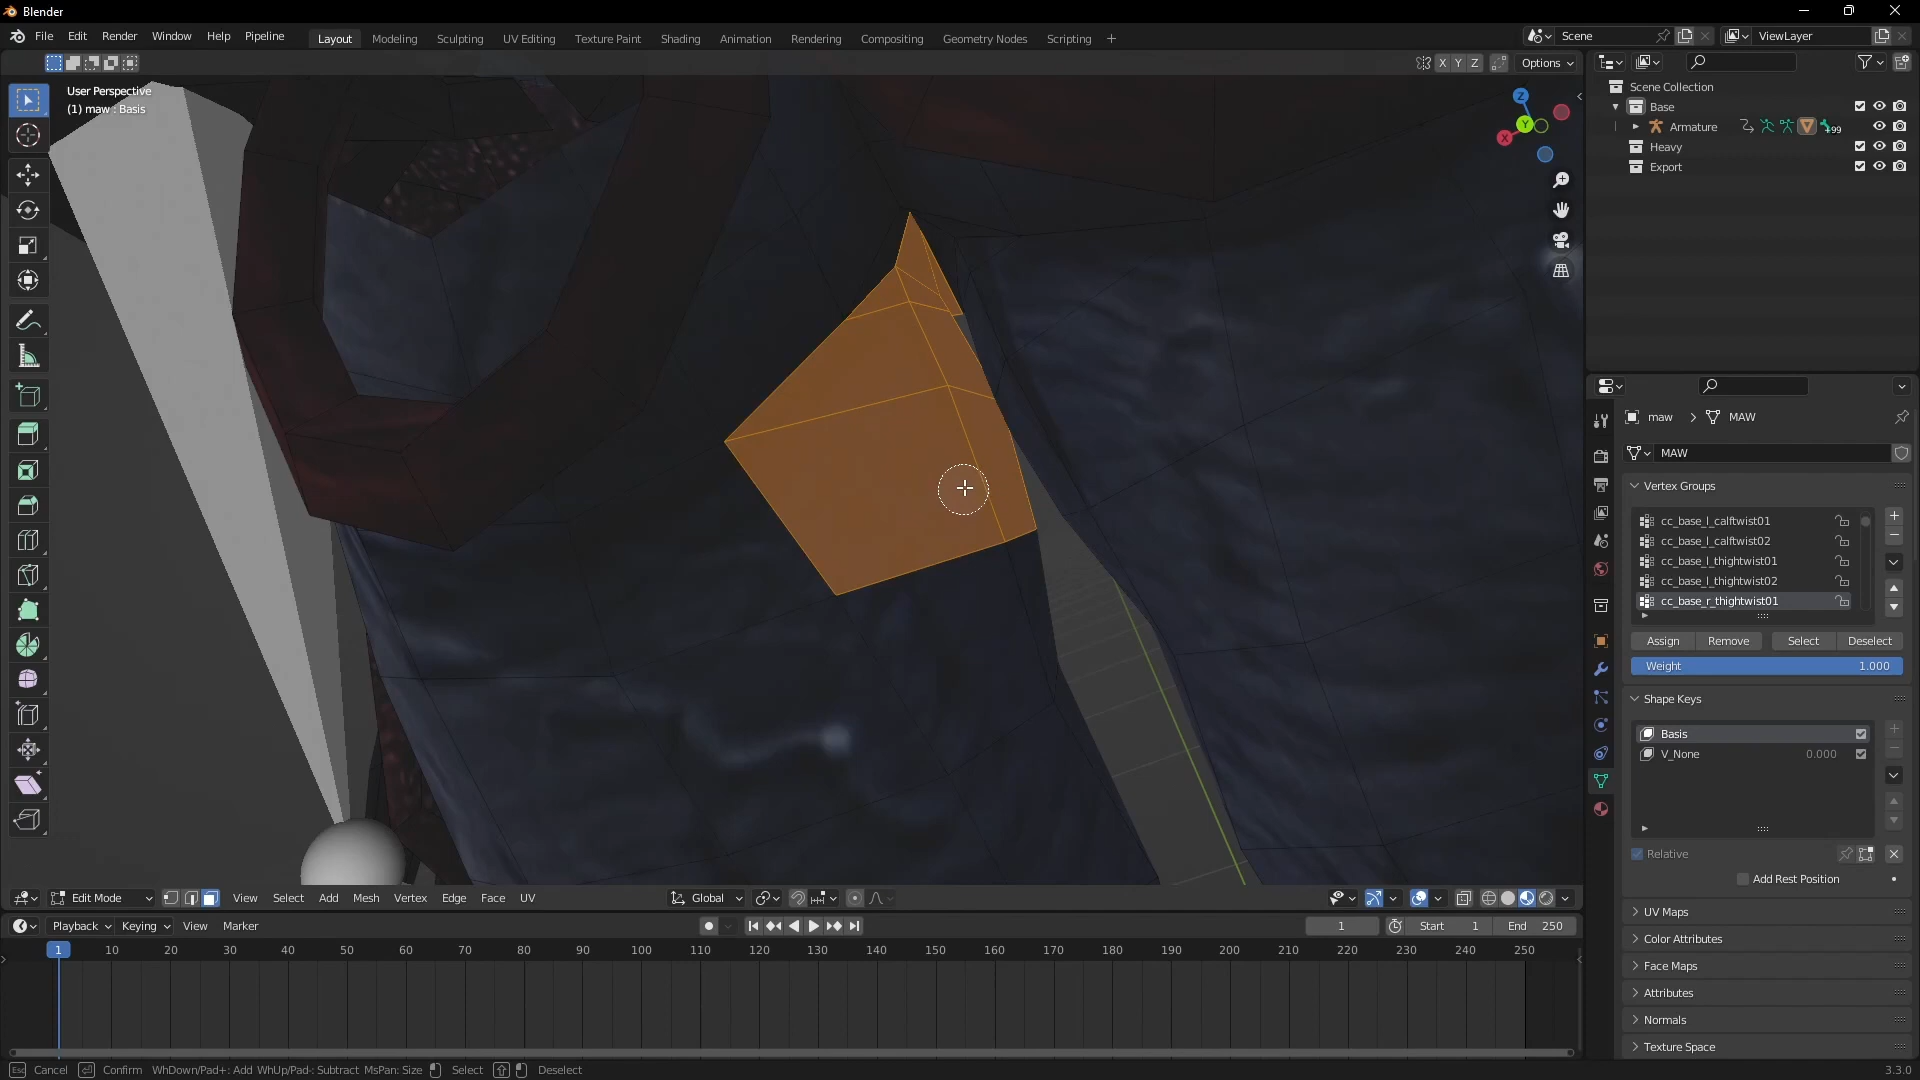 Blender
File Edit Render Window Help Pipeline Layout Modeling Sculpting UV Editing Texture Paint Shading Animation Rendering Compositing Geometry Nodes Scripting + Scene ViewLayer
X Y Z Options
User Perspective
(1) maw : Basis
Z
Y
X
Scene Collection
Base
Armature +99
Heavy
Export
maw > MAW
MAW
Vertex Groups
cc_base_l_calftwist01
cc_base_l_calftwist02
cc_base_l_thightwist01
cc_base_l_thightwist02
cc_base_r_thightwist01
Assign Remove Select Deselect
Weight 1.000
Shape Keys
Basis
V_None 0.000
Relative
Add Rest Position
UV Maps
Color Attributes
Face Maps
Attributes
Normals
Texture Space
Edit Mode View Select Add Mesh Vertex Edge Face UV Global
Playback Keying View Marker 1 Start 1 End 250
1 10 20 30 40 50 60 70 80 90 100 110 120 130 140 150 160 170 180 190 200 210 220 230 240 250
Esc Cancel Confirm WhDown/Pad+: Add WhUp/Pad-: Subtract MsPan: Size Select Deselect 3.3.0